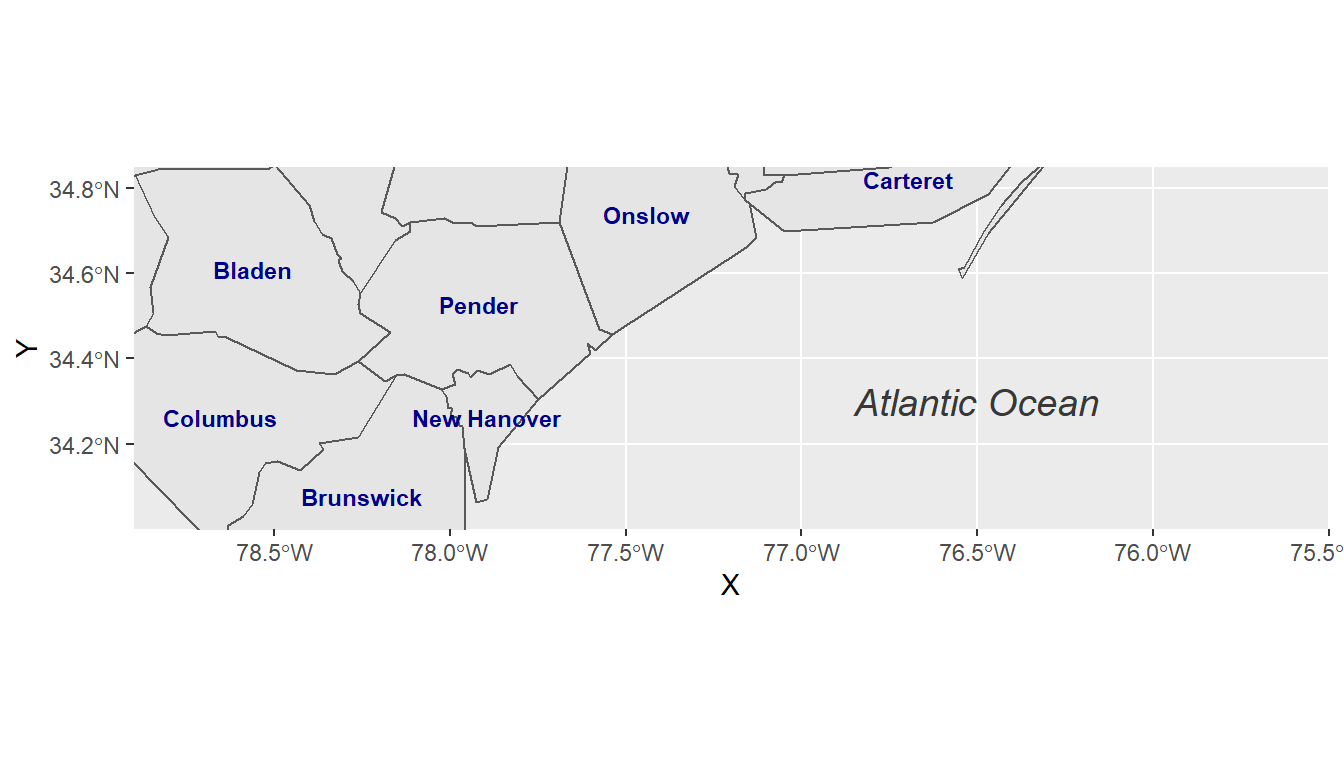 34.8°N
Carteret
Onslow
34.6°N
Bladen
Pender
Y
34.4°N
Atlantic Ocean
Columbus
New Hanover
34.2°N
Brunswick
78.5°W
78.0°W
77.5°W
77.0°W
76.5°W
76.0°W
75.5°
X